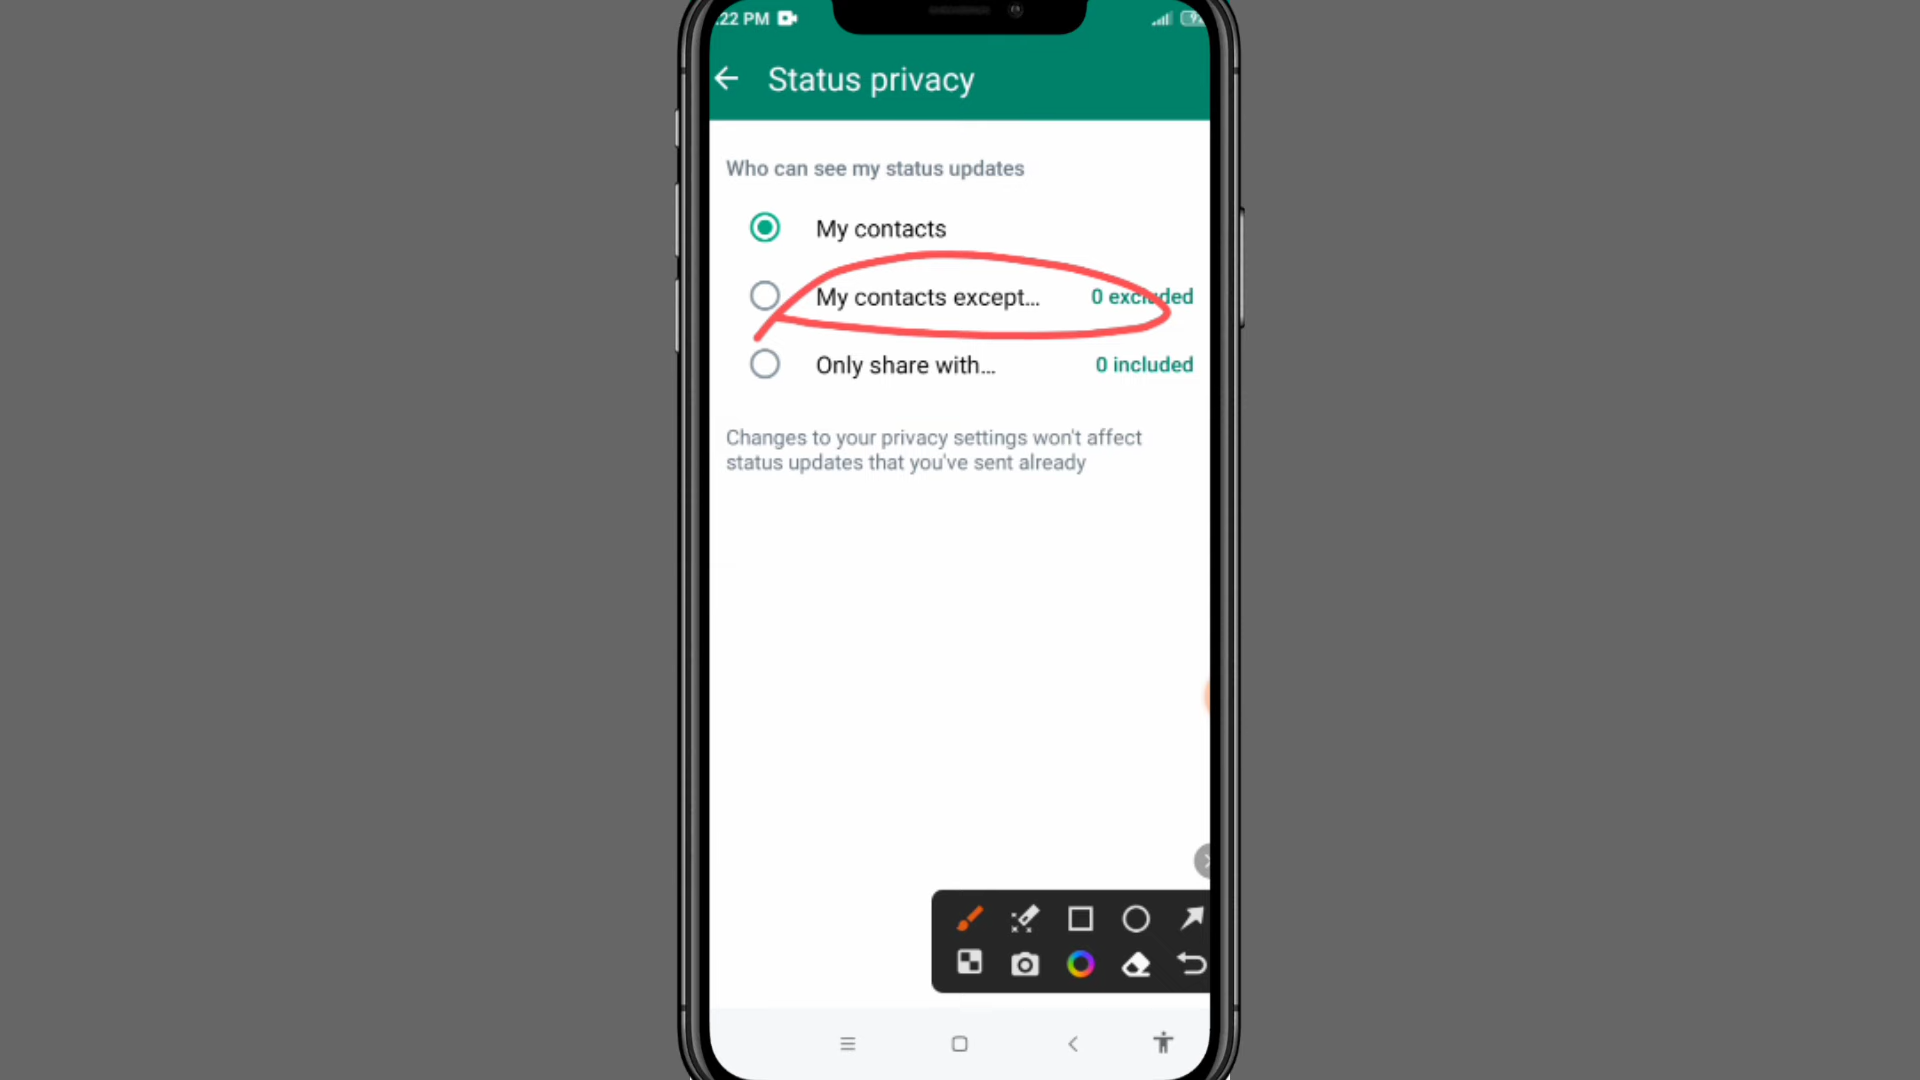 :22 PM
Status privacy
Who can see my status updates
My contacts
My contacts except... 0 excluded
Only share with... 0 included
Changes to your privacy settings won't affect
status updates that you've sent already